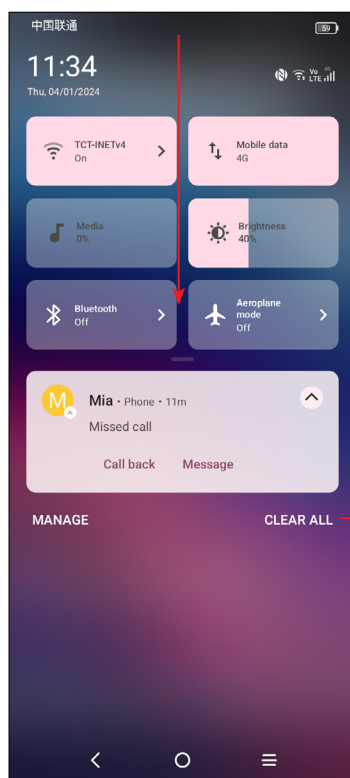 中国联通
59
11:34
Thu, 04/01/2024
Vo 4G
LTE
TCT-INETv4
On
Mobile data
4G
Media
0%
Brightness
40%
Bluetooth
Off
Aeroplane
mode
Off
M
Mia · Phone · 11m
Missed call
Call back Message
MANAGE CLEAR ALL